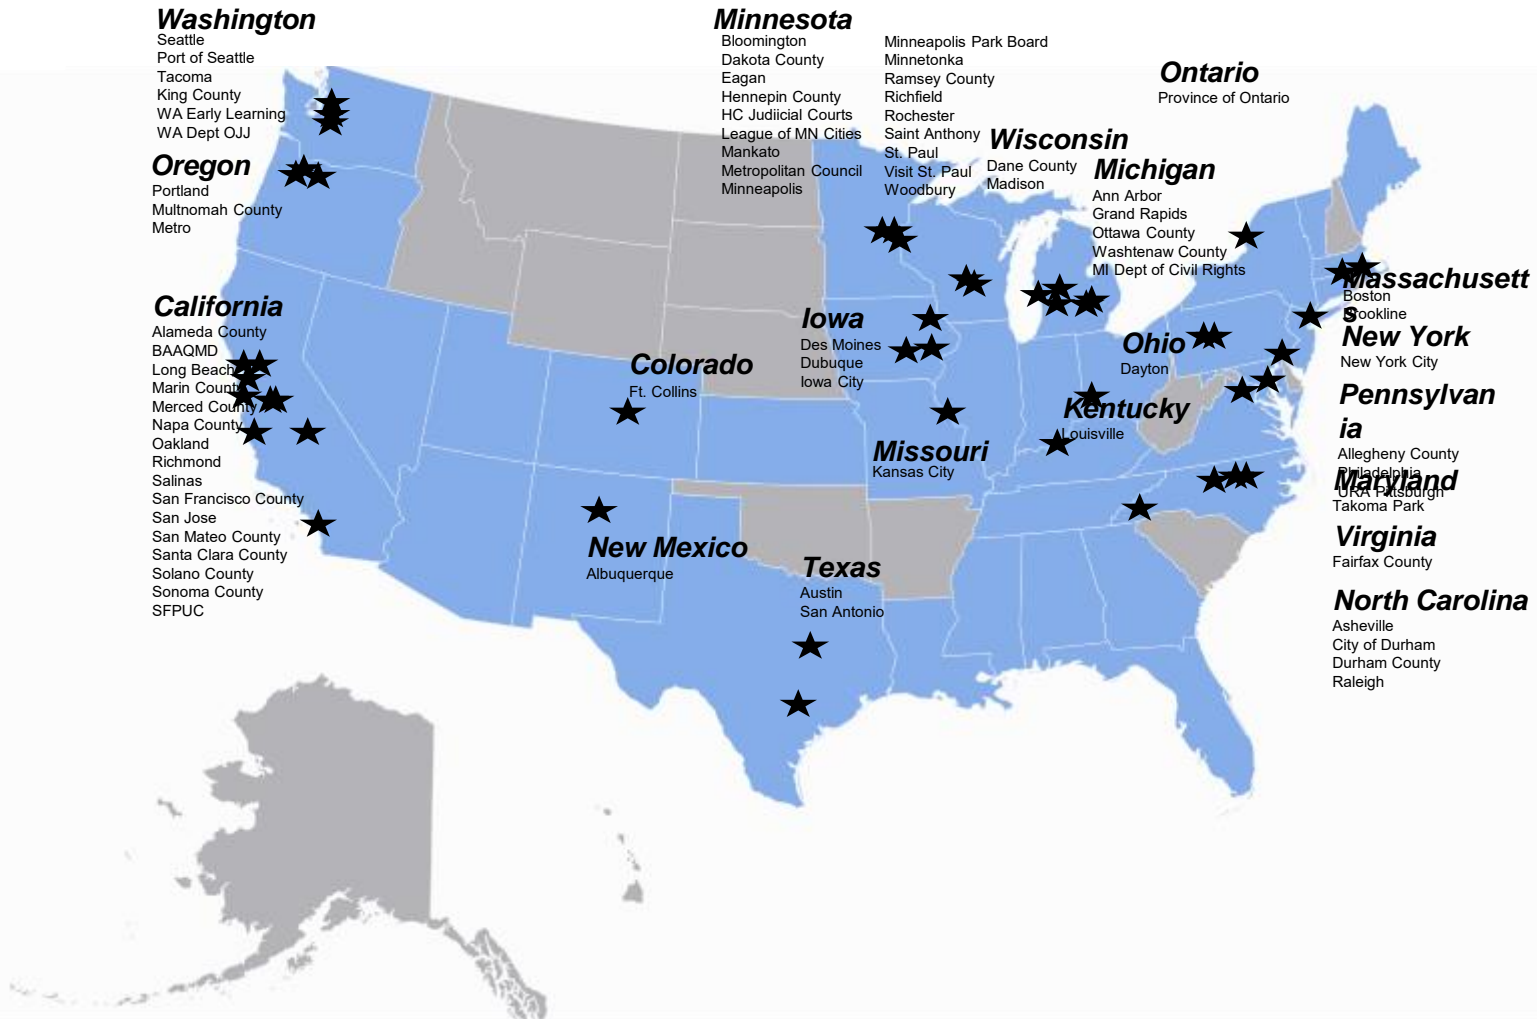 Washington
Seattle
Port of Seattle
Tacoma
King County
WA Early Learning
WA Dept OJJ
Oregon
Portland
Multnomah County
Metro
California
Alameda County
BAAQMD
Long Beach
Marin County
Merced County
Napa County
Oakland
Richmond
Salinas
San Francisco County
San Jose
San Mateo County
Santa Clara County
Solano County
Sonoma County
SFPUC
Minnesota
Bloomington
Dakota County
Eagan
Hennepin County
HC Judiicial Courts
League of MN Cities
Mankato
Metropolitan Council
Minneapolis
Minneapolis Park Board
Minnetonka
Ramsey County
Richfield
Rochester
Saint Anthony
St. Paul
Visit St. Paul
Woodbury
Wisconsin
Dane County
Madison
Ontario
Province of Ontario
Michigan
Ann Arbor
Grand Rapids
Ottawa County
Washtenaw County
MI Dept of Civil Rights
Iowa
Des Moines
Dubuque
Iowa City
Colorado
Ft. Collins
Ohio
Dayton
Kentucky
Louisville
Missouri
Kansas City
New Mexico
Albuquerque
Texas
Austin
San Antonio
Massachusett
s
Boston
Brookline
New York
New York City
Pennsylvan
ia
Allegheny County
Philadelphia
URA Pittsburgh
Maryland
Takoma Park
Virginia
Fairfax County
North Carolina
Asheville
City of Durham
Durham County
Raleigh